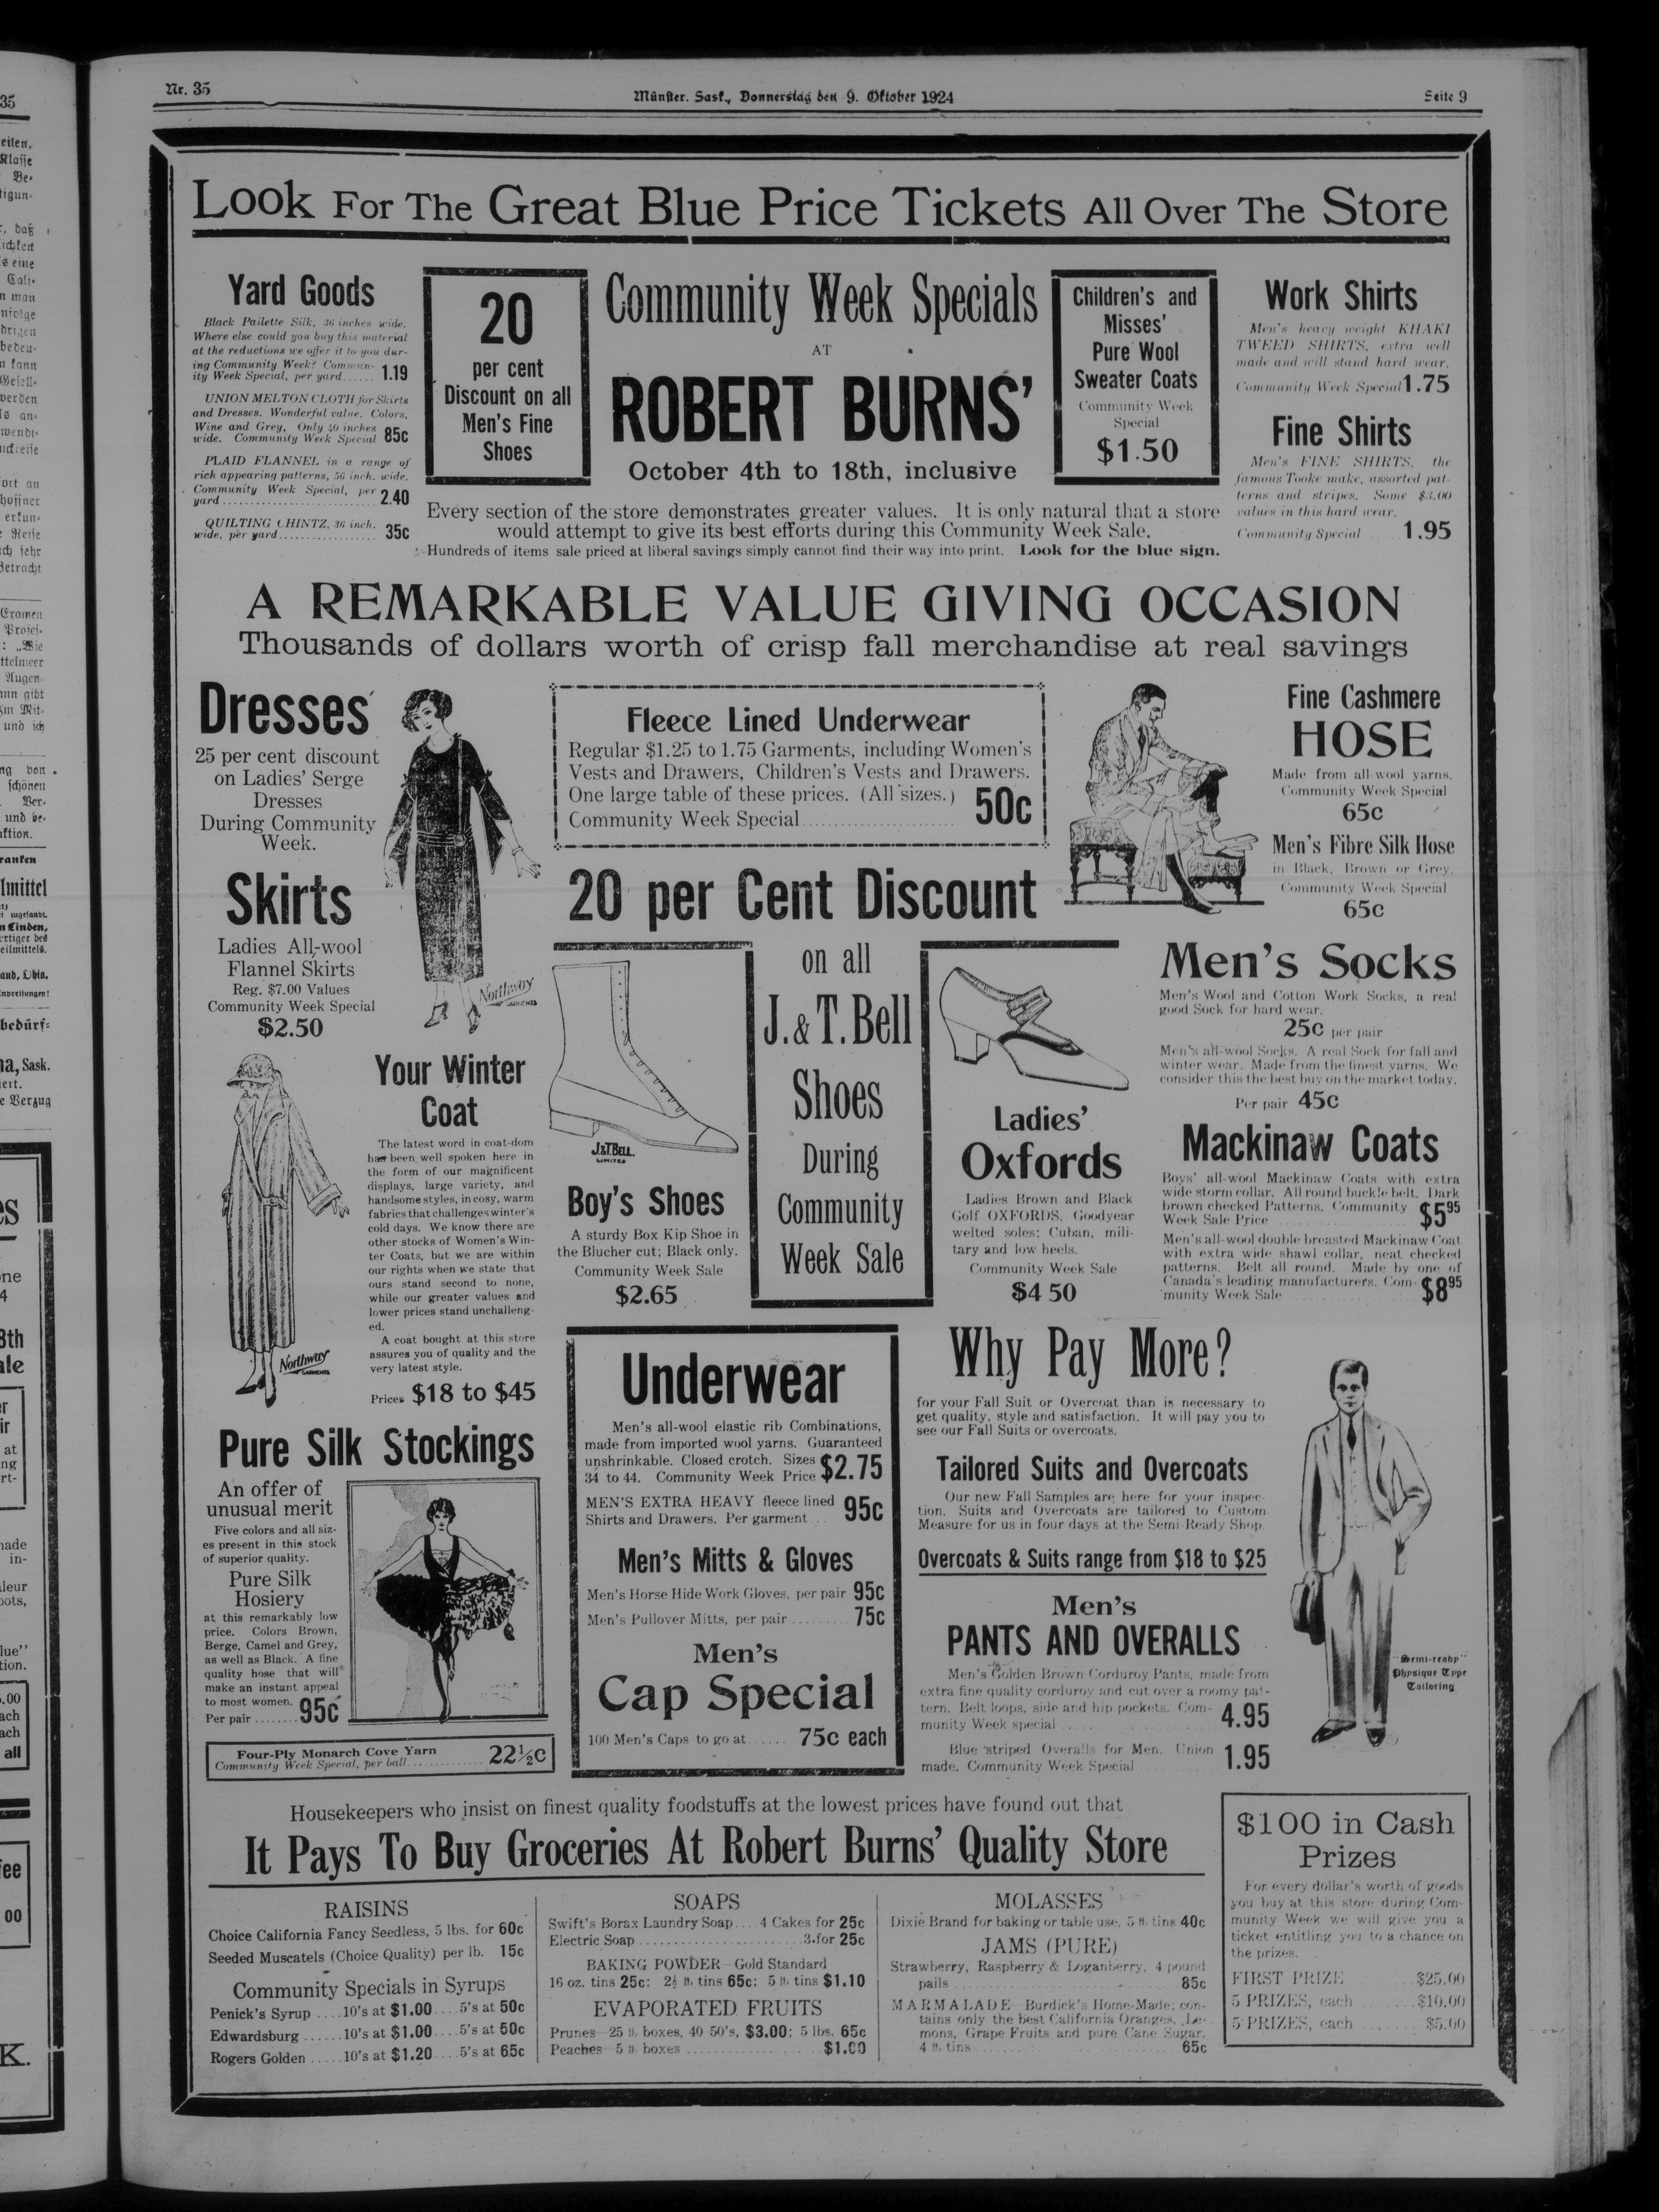 Nr. 35
Münster. Sask., Donnerstag den 9. Oktober 1924
Seite 9
Look For The Great Blue Price Tickets All Over The Store
Yard Goods
Black Pailette Silk, 36 inches wide.
Where else could you buy this material
at the reductions we offer it to you dur-
ing Community Week? Commun-
ity Week Special, per yard...... 1.19
UNION MELTON CLOTH for Skirts
and Dresses. Wonderful value. Colors,
Wine and Grey, Only 40 inches
wide. Community Week Special 85c
PLAID FLANNEL in a range of
rich appearing patterns, 56 inch. wide.
Community Week Special, per
yard........................ 2.40
QUILTING CHINTZ, 36 inch.
wide, per yard................. 35c
20
per cent
Discount on all
Men's Fine
Shoes
Community Week Specials
AT
ROBERT BURNS'
October 4th to 18th, inclusive
Children's and
Misses'
Pure Wool
Sweater Coats
Community Week
Special
$1.50
Every section of the store demonstrates greater values. It is only natural that a store
would attempt to give its best efforts during this Community Week Sale.
Hundreds of items sale priced at liberal savings simply cannot find their way into print. Look for the blue sign.
Work Shirts
Men's heavy weight KHAKI
TWEED SHIRTS, extra well
made and will stand hard wear.
Community Week Special 1.75
Fine Shirts
Men's FINE SHIRTS, the
famous Tooke make, assorted pat-
terns and stripes. Some $3.00
values in this hard wear.
Community Special ..... 1.95
A REMARKABLE VALUE GIVING OCCASION
Thousands of dollars worth of crisp fall merchandise at real savings
Dresses
25 per cent discount
on Ladies' Serge
Dresses
During Community
Week.
Skirts
Ladies All-wool
Flannel Skirts
Reg. $7.00 Values
Community Week Special
$2.50
Northway
GARMENTS
Your Winter
Coat
The latest word in coat-dom
has been well spoken here in
the form of our magnificent
displays, large variety, and
handsome styles, in cosy, warm
fabrics that challenges winter's
cold days. We know there are
other stocks of Women's Win-
ter Coats, but we are within
our rights when we state that
ours stand second to none,
while our greater values and
lower prices stand unchalleng-
ed.
A coat bought at this store
assures you of quality and the
very latest style.
Prices $18 to $45
Northway
GARMENTS
Pure Silk Stockings
An offer of
unusual merit
Five colors and all siz-
es present in this stock
of superior quality.
Pure Silk
Hosiery
at this remarkably low
price. Colors Brown,
Berge, Camel and Grey,
as well as Black. A fine
quality hose that will
make an instant appeal
to most women.
Per pair ........ 95c
Four-Ply Monarch Cove Yarn
Community Week Special, per ball............. 22½c
Fleece Lined Underwear
Regular $1.25 to 1.75 Garments, including Women's
Vests and Drawers, Children's Vests and Drawers.
One large table of these prices. (All sizes.)
Community Week Special...................... 50c
20 per Cent Discount
on all
J. & T. Bell
Shoes
During
Community
Week Sale
J.&T. BELL
LIMITED
Boy's Shoes
A sturdy Box Kip Shoe in
the Blucher cut; Black only.
Community Week Sale
$2.65
Ladies'
Oxfords
Ladies Brown and Black
Golf OXFORDS, Goodyear
welted soles; Cuban, mili-
tary and low heels.
Community Week Sale
$4 50
Fine Cashmere
HOSE
Made from all-wool yarns.
Community Week Special
65c
Men's Fibre Silk Hose
in Black, Brown or Grey.
Community Week Special
65c
Men's Socks
Men's Wool and Cotton Work Socks, a real
good Sock for hard wear.
25c per pair
Men's all-wool Socks. A real Sock for fall and
winter wear. Made from the finest yarns. We
consider this the best buy on the market today.
Per pair 45c
Mackinaw Coats
Boys' all-wool Mackinaw Coats with extra
wide storm collar. All round buckle belt. Dark
brown checked Patterns. Community
Week Sale Price .................. $5 95
Men's all-wool double breasted Mackinaw Coat
with extra wide shawl collar, neat checked
patterns. Belt all round. Made by one of
Canada's leading manufacturers. Com-
munity Week Sale .................. $8 95
Underwear
Men's all-wool elastic rib Combinations,
made from imported wool yarns. Guaranteed
unshrinkable. Closed crotch. Sizes
34 to 44. Community Week Price $2.75
MEN'S EXTRA HEAVY fleece lined
Shirts and Drawers. Per garment.... 95c
Men's Mitts & Gloves
Men's Horse Hide Work Gloves, per pair 95c
Men's Pullover Mitts, per pair ......... 75c
Men's
Cap Special
100 Men's Caps to go at...... 75c each
Why Pay More?
for your Fall Suit or Overcoat than is necessary to
get quality, style and satisfaction. It will pay you to
see our Fall Suits or overcoats.
Tailored Suits and Overcoats
Our new Fall Samples are here for your inspec-
tion. Suits and Overcoats are tailored to Custom
Measure for us in four days at the Semi-Ready Shop.
Overcoats & Suits range from $18 to $25
Men's
PANTS AND OVERALLS
Men's Golden Brown Corduroy Pants, made from
extra fine quality corduroy and cut over a roomy pat-
tern. Belt loops, side and hip pockets. Com-
munity Week special ..................... 4.95
Blue striped Overalls for Men. Union
made. Community Week Special ........... 1.95
"Semi-ready"
Physique Type
Tailoring
Housekeepers who insist on finest quality foodstuffs at the lowest prices have found out that
It Pays To Buy Groceries At Robert Burns' Quality Store
RAISINS
Choice California Fancy Seedless, 5 lbs. for 60c
Seeded Muscatels (Choice Quality) per lb. 15c
Community Specials in Syrups
Penick's Syrup ....10's at $1.00....5's at 50c
Edwardsburg ......10's at $1.00....5's at 50c
Rogers Golden .....10's at $1.20....5's at 65c
SOAPS
Swift's Borax Laundry Soap....4 Cakes for 25c
Electric Soap .........................3 for 25c
BAKING POWDER—Gold Standard
16 oz. tins 25c; 2½ lb tins 65c; 5 lb tins $1.10
EVAPORATED FRUITS
Prunes—25 lb. boxes, 40-50's, $3.00; 5 lbs. 65c
Peaches—5 lb boxes ....................
MOLASSES
Dixie Brand for baking or table use, 5 lb. tins 40c
JAMS (PURE)
Strawberry, Raspberry & Loganberry, 4 pound
pails .............................. 85c
MARMALADE—Burdick's Home-Made; con-
tains only the best California Oranges, Le-
mons, Grape Fruits and pure Cane Sugar.
4 lb tins .......................... 65c
$100 in Cash
Prizes
For every dollar's worth of goods
you buy at this store during Com-
munity Week we will give you a
ticket entitling you to a chance on
the prizes.
FIRST PRIZE ........ $25.00
5 PRIZES, each ....... $10.00
5 PRIZES, each ....... $5.00